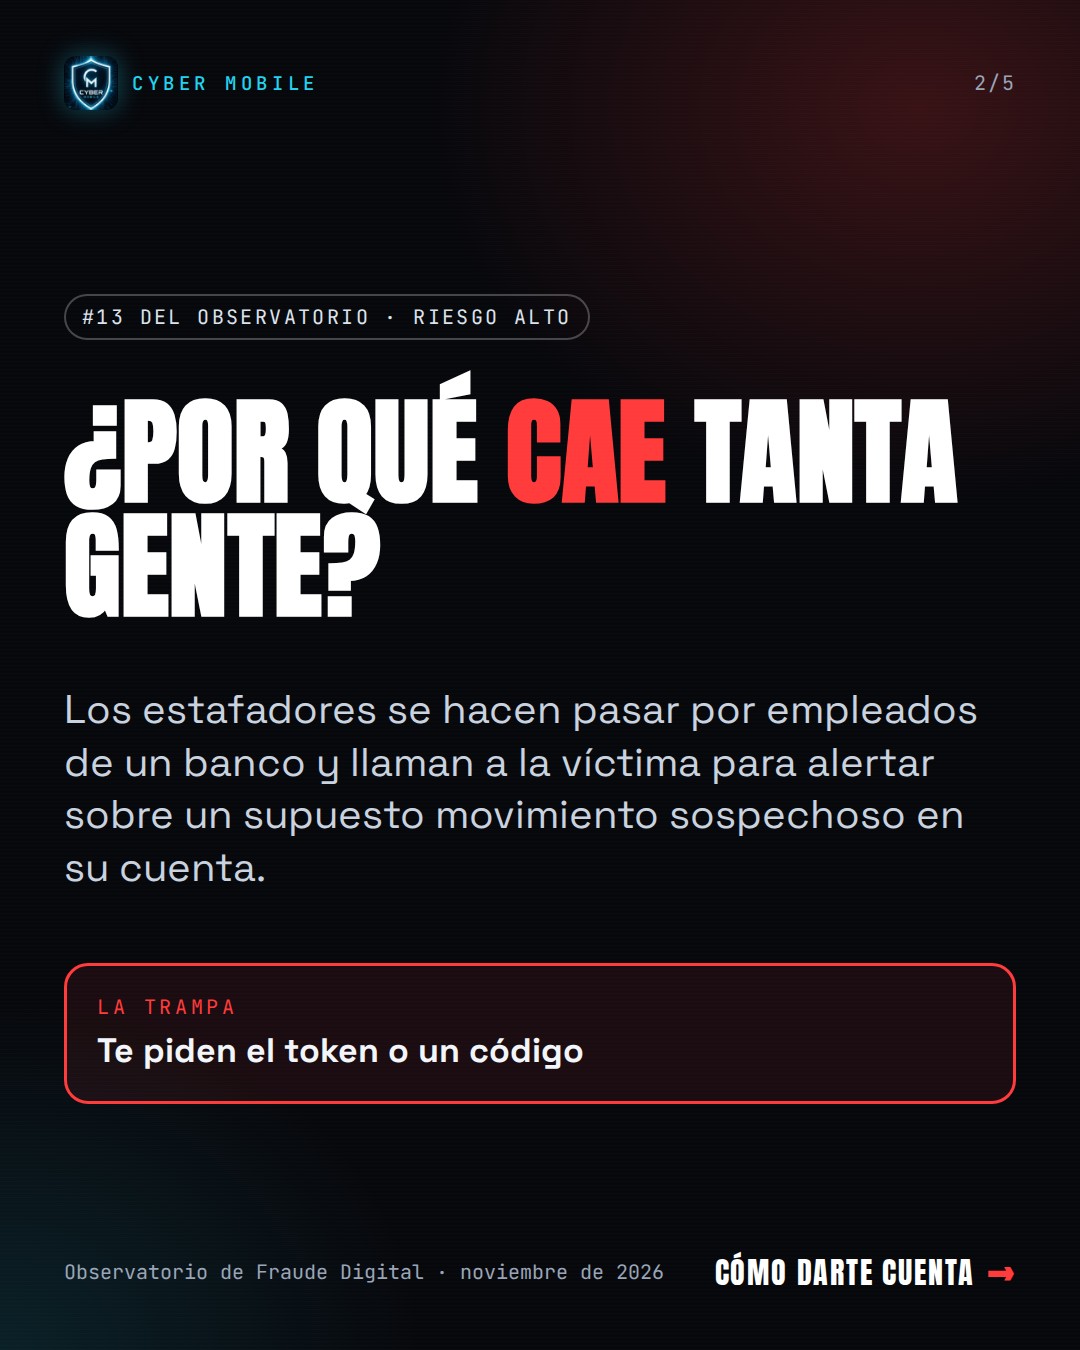 CM
CYBER
CYBER MOBILE
2/5
#13 DEL OBSERVATORIO · RIESGO ALTO
¿POR QUÉ CAE TANTA
GENTE?
Los estafadores se hacen pasar por empleados
de un banco y llaman a la víctima para alertar
sobre un supuesto movimiento sospechoso en
su cuenta.
LA TRAMPA
Te piden el token o un código
Observatorio de Fraude Digital · noviembre de 2026
CÓMO DARTE CUENTA →